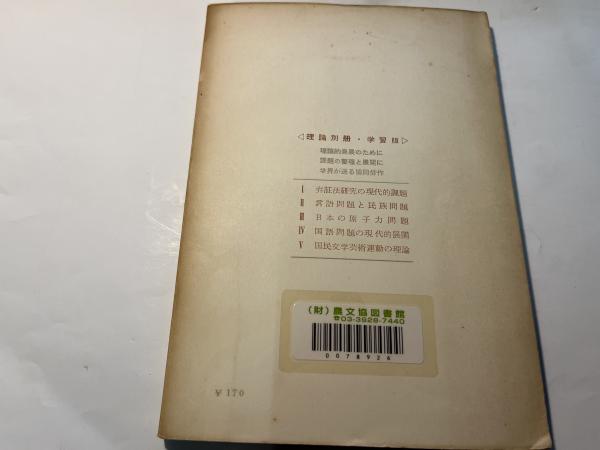 〈理論別冊・学習版〉
理論的発展のために
課題の整理と展開に
学界が送る協同労作
I 弁証法研究の現代的課題
II 言語問題と民族問題
III 日本の原子力問題
IV 国語問題の現代的展開
V 国民文学芸術運動の理論
(財)農文協図書館
☎03-3928-7440
0078926
￥170